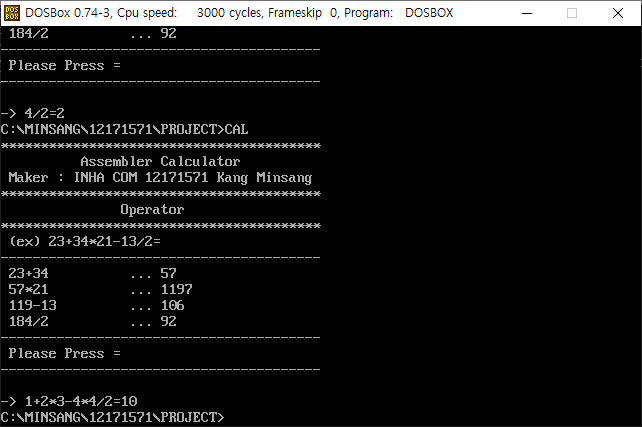 DOSBox 0.74-3, Cpu speed: 3000 cycles, Frameskip 0, Program: DOSBOX
184/2 ... 92
----------------------------------------
Please Press =
----------------------------------------
-> 4/2=2
C:\MINSANG\12171571\PROJECT>CAL
****************************************
Assembler Calculator
Maker : INHA COM 12171571 Kang Minsang
****************************************
Operator
****************************************
(ex) 23+34*21-13/2=
----------------------------------------
23+34 ... 57
57*21 ... 1197
119-13 ... 106
184/2 ... 92
----------------------------------------
Please Press =
----------------------------------------
-> 1+2*3-4*4/2=10
C:\MINSANG\12171571\PROJECT>